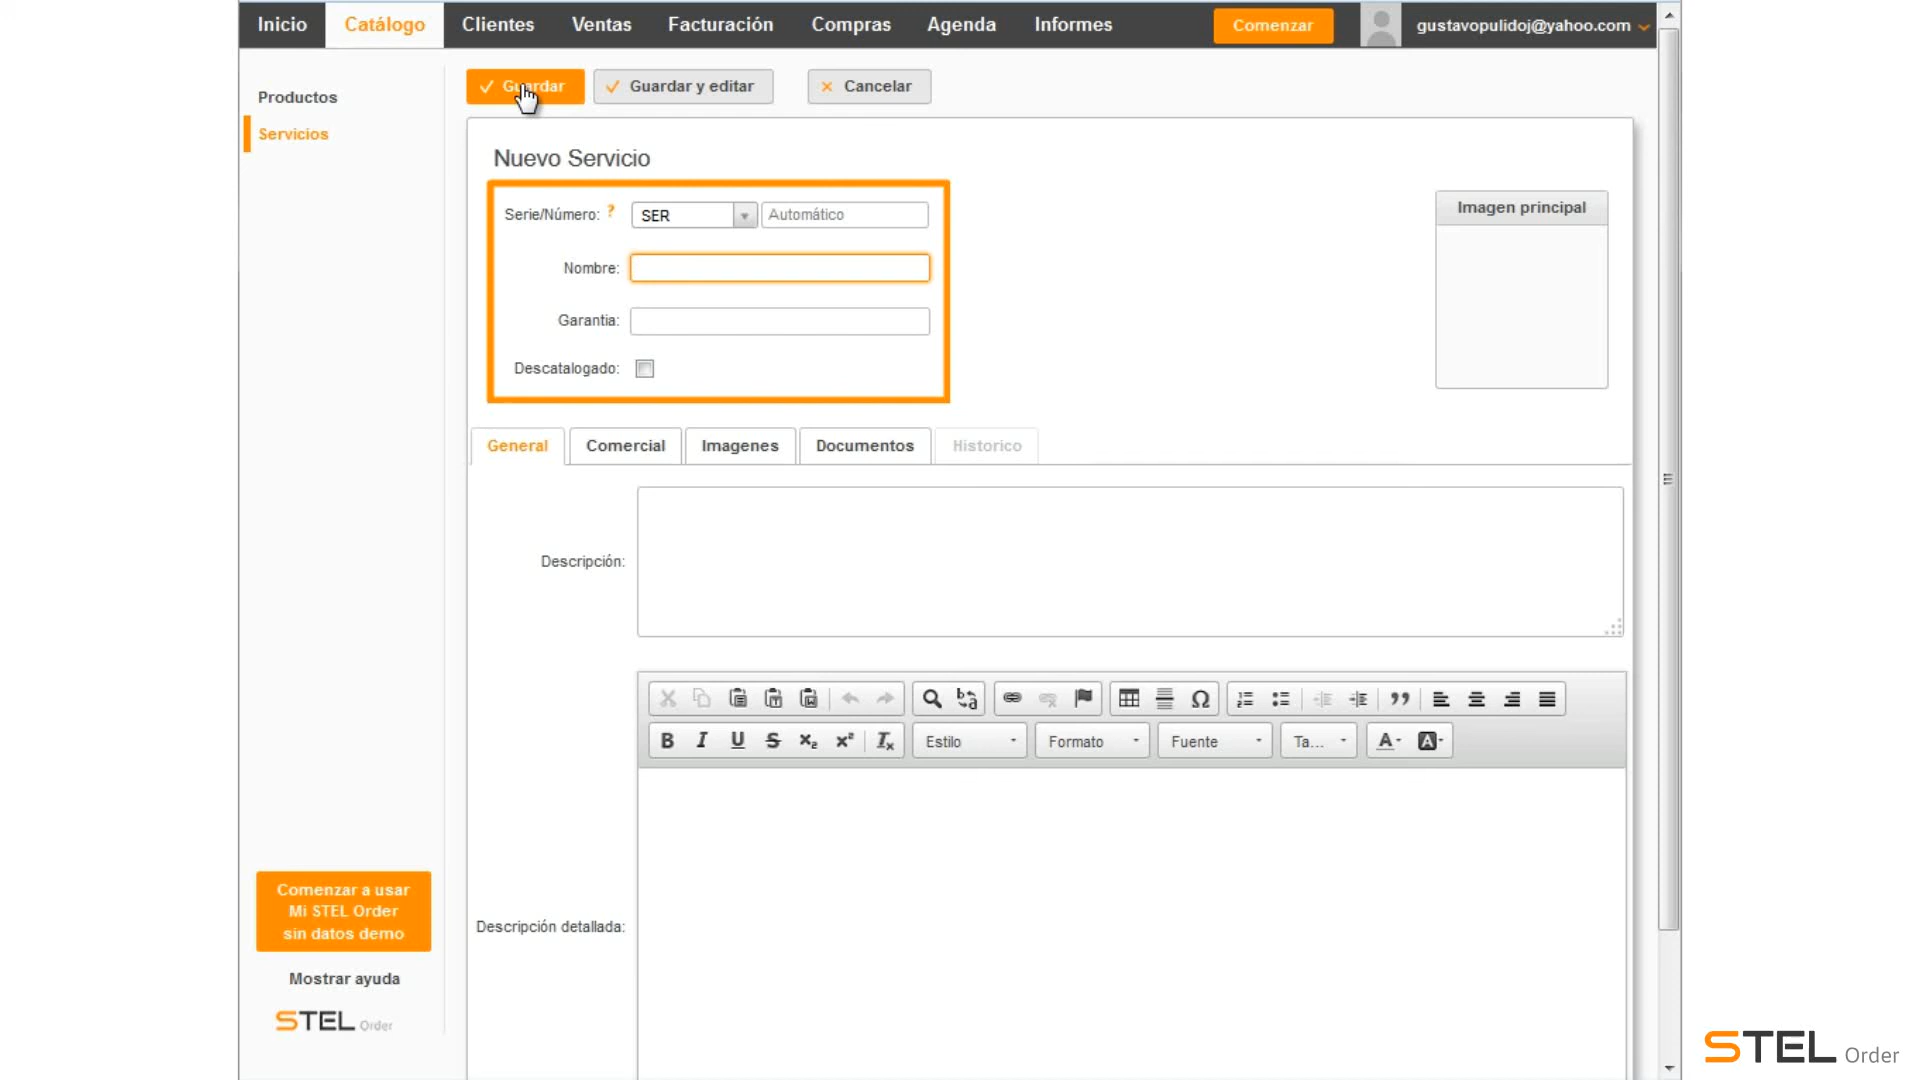 Inicio Catálogo Clientes Ventas Facturación Compras Agenda Informes Comenzar gustavopulidoj@yahoo.com
Productos
Servicios
Guardar Guardar y editar Cancelar
Nuevo Servicio
Serie/Número: ? SER Automático
Nombre:
Garantia:
Descatalogado:
Imagen principal
General Comercial Imagenes Documentos Historico
Descripción:
Estilo Formato Fuente Ta...
Descripción detallada:
Comenzar a usar
Mi STEL Order
sin datos demo
Mostrar ayuda
STEL Order
STEL Order